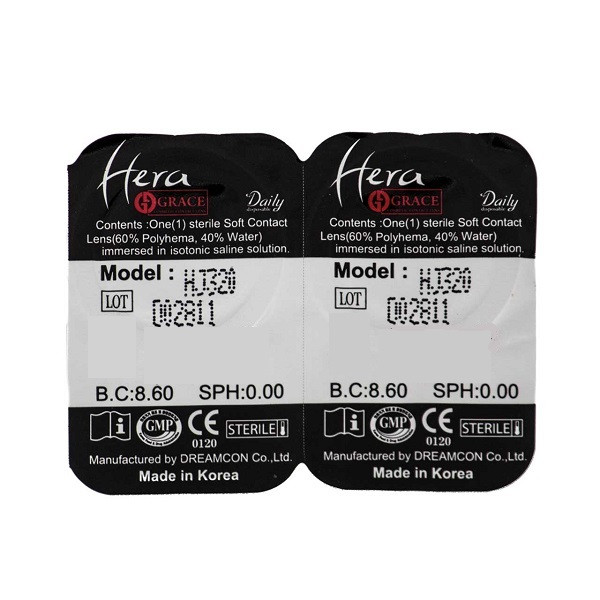 Hera
GRACE
Daily
disposable
Contents :One(1) sterile Soft Contact
Lens(60% Polyhema, 40% Water)
immersed in isotonic saline solution.
Model : HJ320
LOT
Q02811
B.C:8.60 SPH:0.00
GMP
CE
0120
STERILE
Manufactured by DREAMCON Co.,Ltd.
Made in Korea
Hera
GRACE
Daily
disposable
Contents :One(1) sterile Soft Contact
Lens(60% Polyhema, 40% Water)
immersed in isotonic saline solution.
Model : HJ320
LOT
Q02811
B.C:8.60 SPH:0.00
GMP
CE
0120
STERILE
Manufactured by DREAMCON Co.,Ltd.
Made in Korea